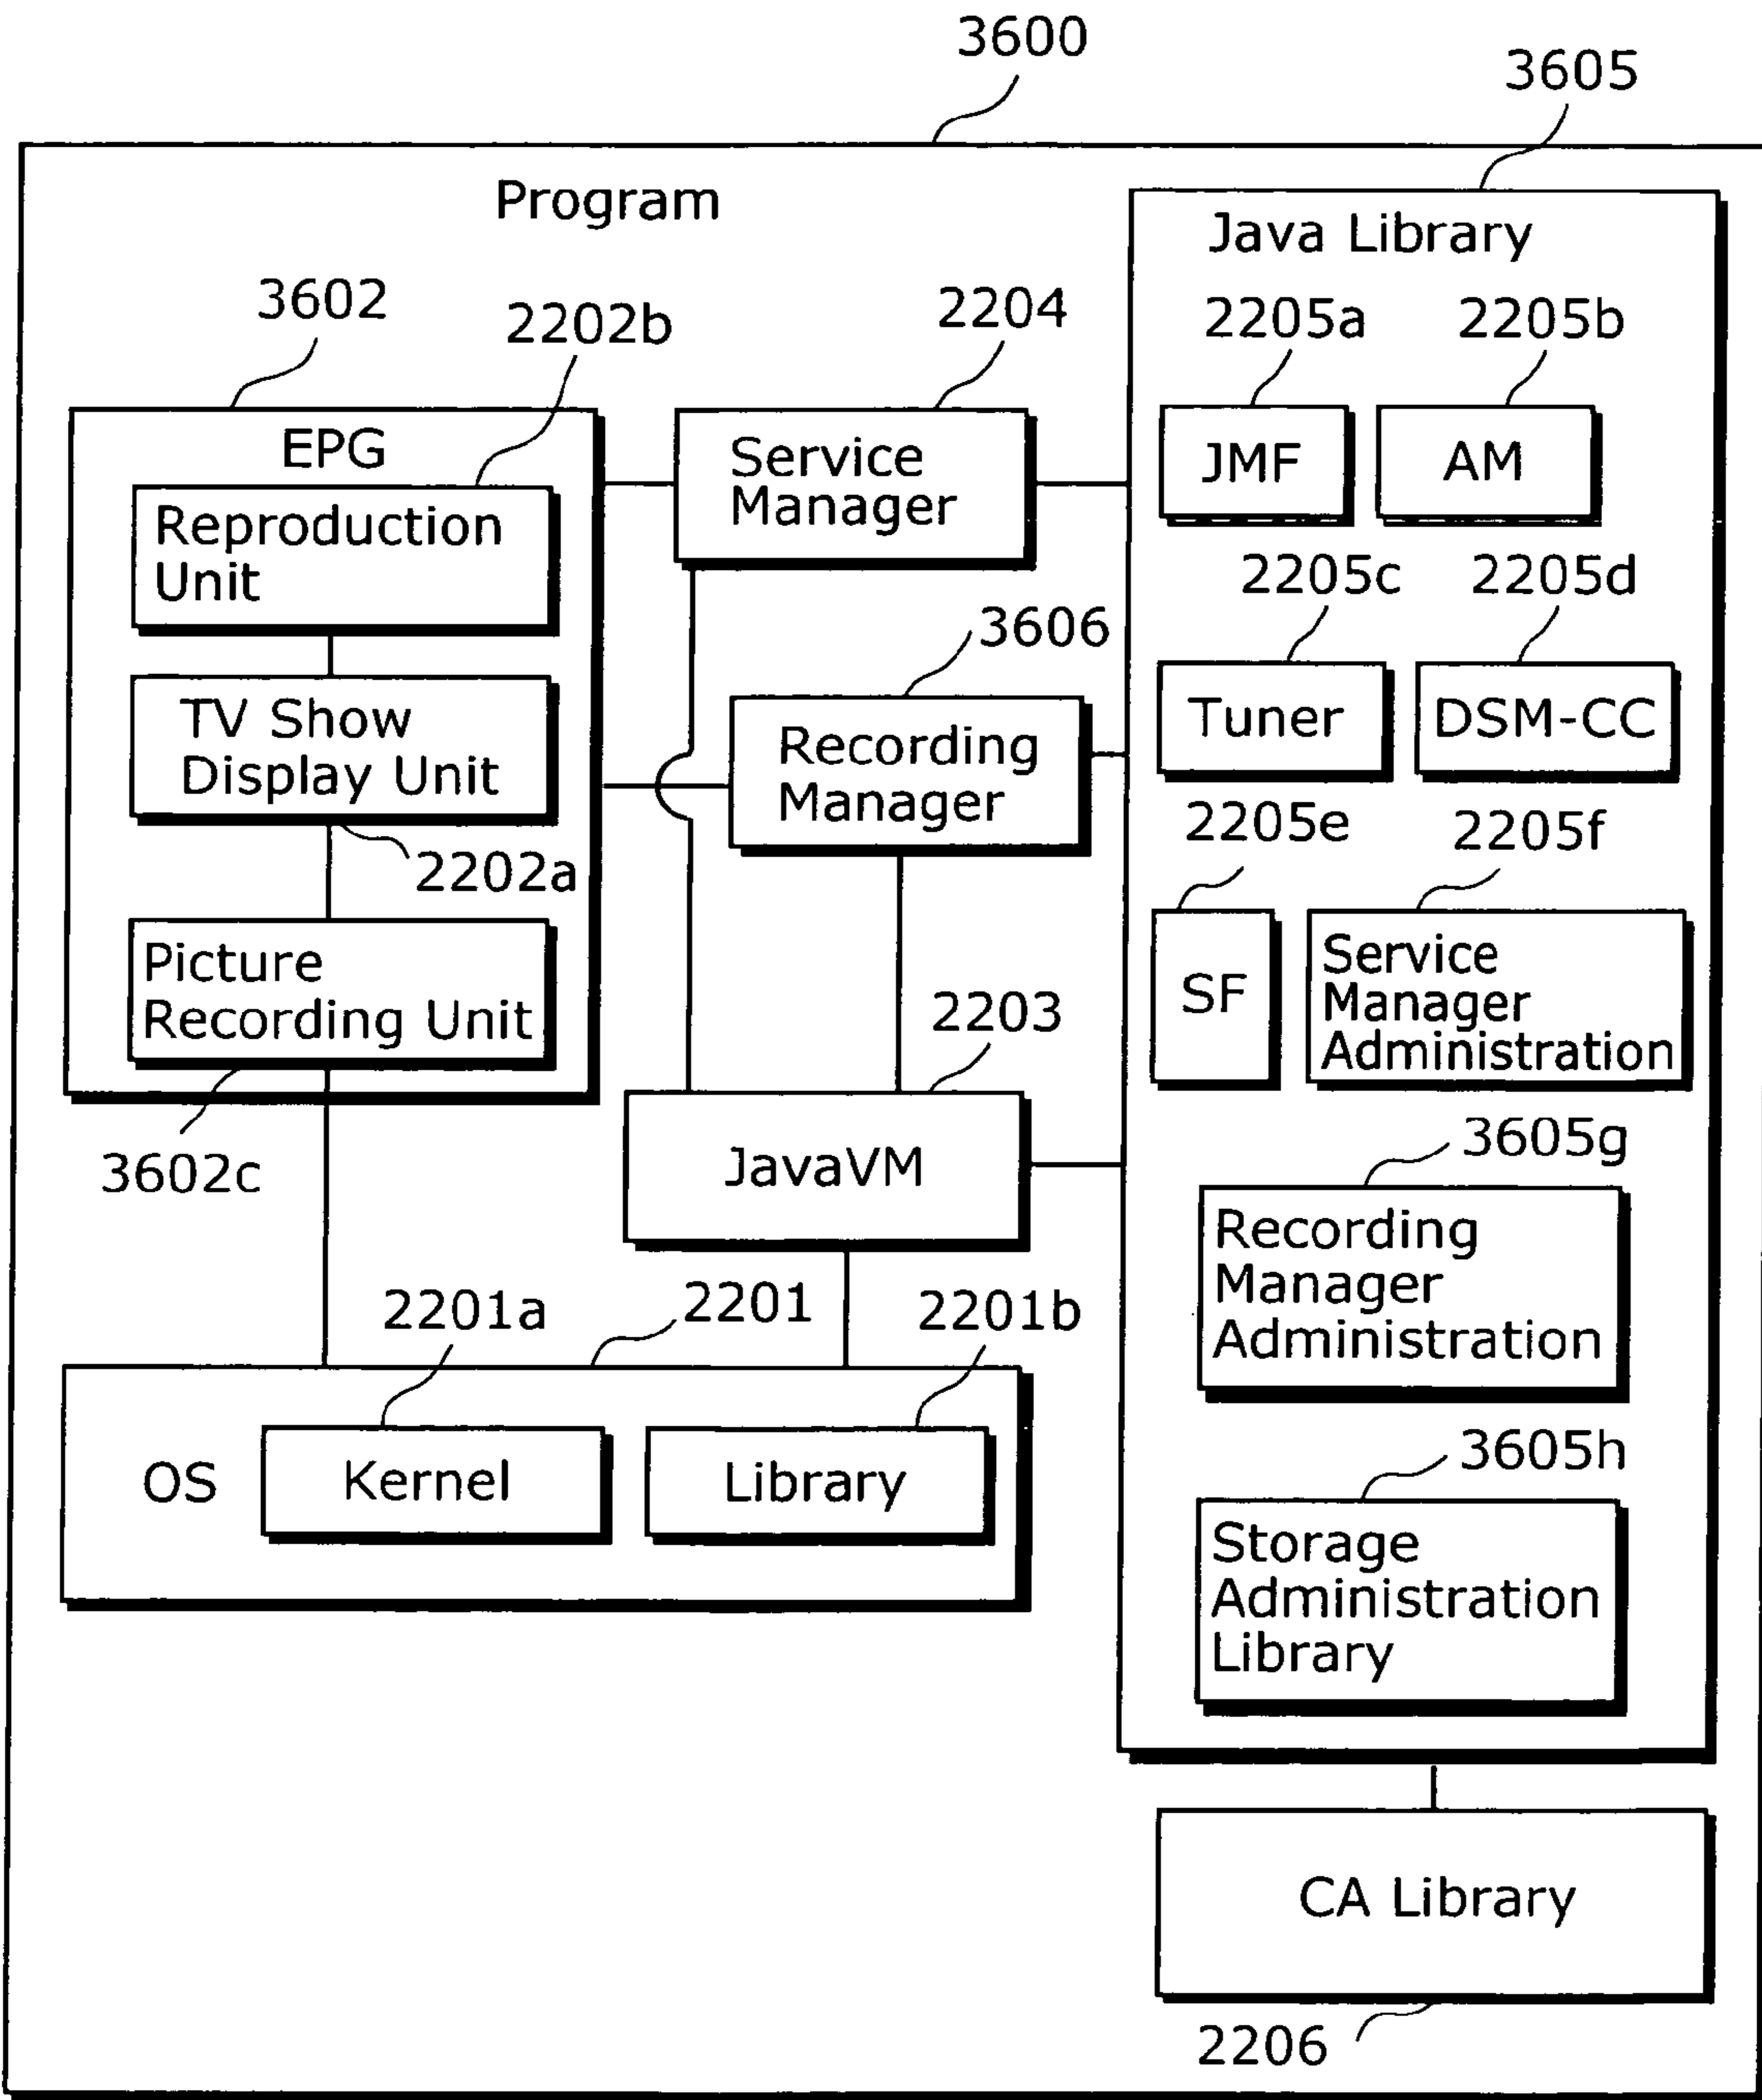 3600
3605
Program
Java Library
3602
2202b
2204
2205a
2205b
EPG
Reproduction
Unit
Service
Manager
JMF
AM
2205c
2205d
3606
TV Show
Display Unit
Recording
Manager
Tuner
DSM-CC
2202a
2205e
2205f
Picture
Recording Unit
SF
Service
Manager
Administration
2203
3602c
JavaVM
3605g
Recording
Manager
Administration
2201a
2201
2201b
OS
Kernel
Library
3605h
Storage
Administration
Library
CA Library
2206